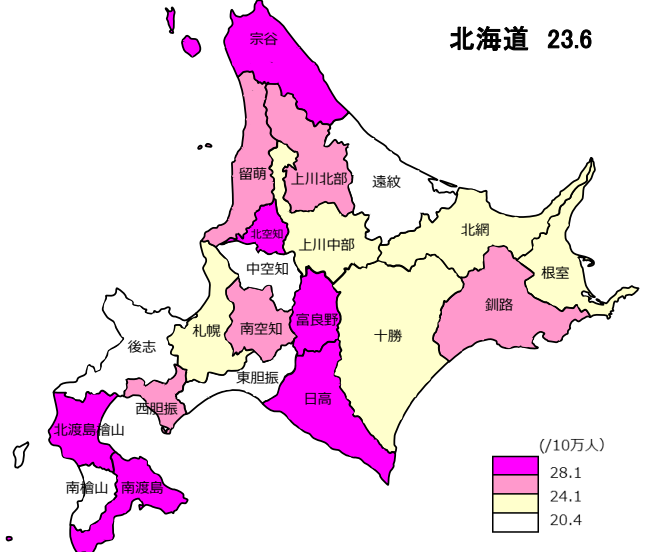 北海道 23.6
宗谷
留萌
上川北部
遠紋
北空知
上川中部
北網
中空知
根室
釧路
札幌
南空知
富良野
十勝
後志
東胆振
日高
西胆振
北渡島檜山
南檜山
南渡島
(/10万人)
28.1
24.1
20.4